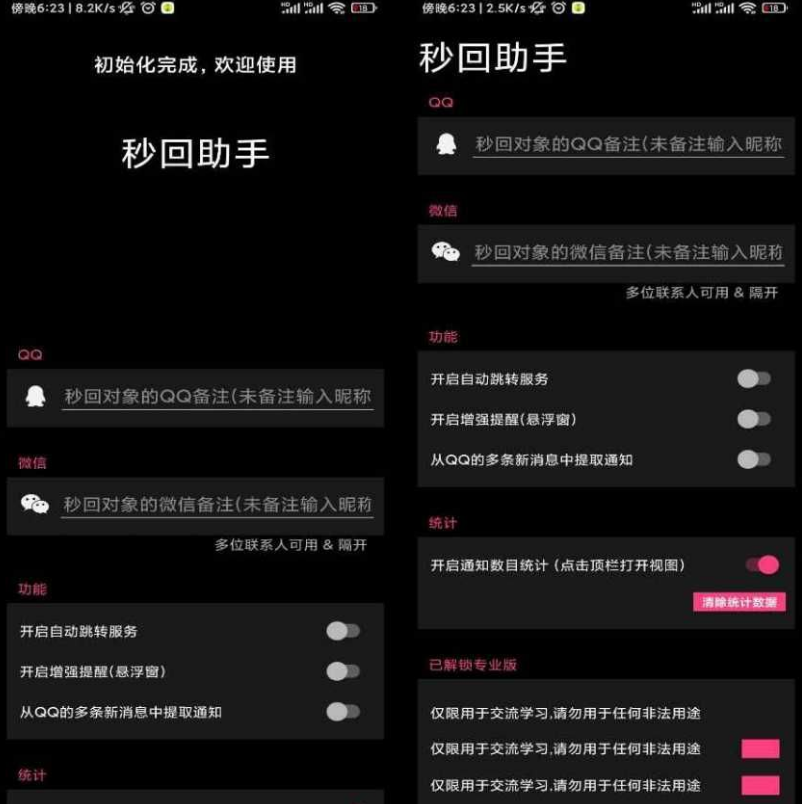 傍晚6:23 | 8.2K/s
18
初始化完成，欢迎使用
秒回助手
QQ
秒回对象的QQ备注(未备注输入昵称
微信
秒回对象的微信备注(未备注输入昵称
多位联系人可用 & 隔开
功能
开启自动跳转服务
开启增强提醒(悬浮窗)
从QQ的多条新消息中提取通知
统计
傍晚6:23 | 2.5K/s
18
秒回助手
QQ
秒回对象的QQ备注(未备注输入昵称
微信
秒回对象的微信备注(未备注输入昵称
多位联系人可用 & 隔开
功能
开启自动跳转服务
开启增强提醒(悬浮窗)
从QQ的多条新消息中提取通知
统计
开启通知数目统计 (点击顶栏打开视图)
清除统计数据
已解锁专业版
仅限用于交流学习,请勿用于任何非法用途
仅限用于交流学习,请勿用于任何非法用途
仅限用于交流学习,请勿用于任何非法用途